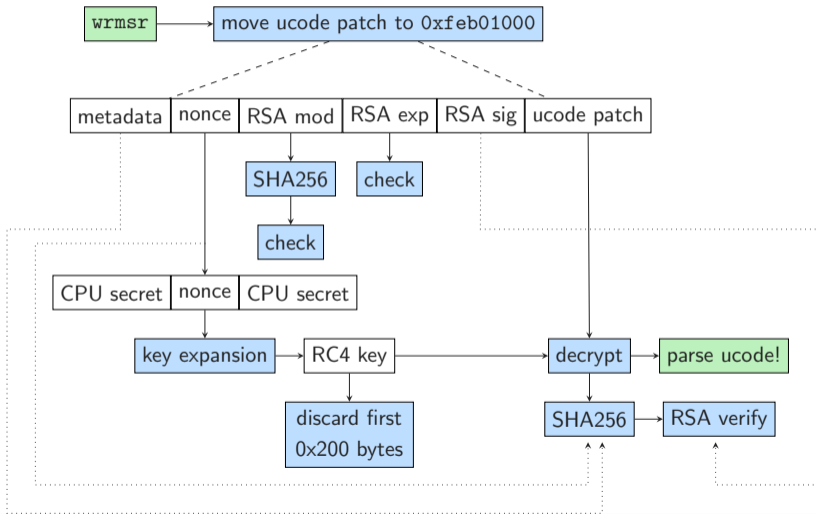 wrmsr
move ucode patch to 0xfeb01000
metadata
nonce
RSA mod
RSA exp
RSA sig
ucode patch
SHA256
check
check
CPU secret
nonce
CPU secret
key expansion
RC4 key
decrypt
parse ucode!
discard first
0x200 bytes
SHA256
RSA verify